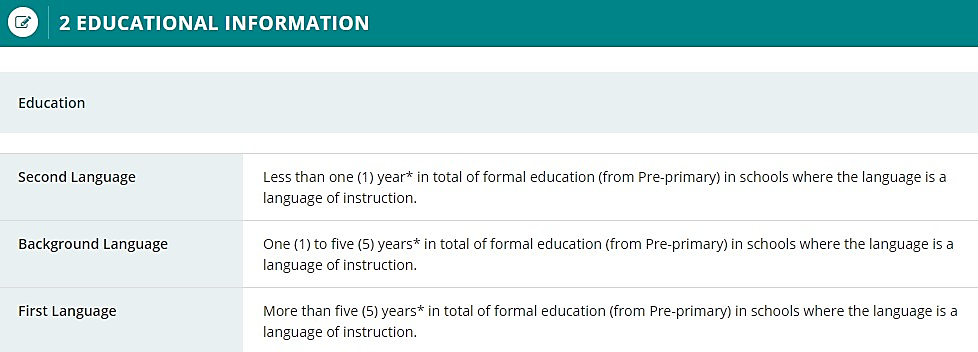 2 EDUCATIONAL INFORMATION
Education
Second Language
Less than one (1) year* in total of formal education (from Pre-primary) in schools where the language is a
language of instruction.
Background Language
One (1) to five (5) years* in total of formal education (from Pre-primary) in schools where the language is a
language of instruction.
First Language
More than five (5) years* in total of formal education (from Pre-primary) in schools where the language is a
language of instruction.